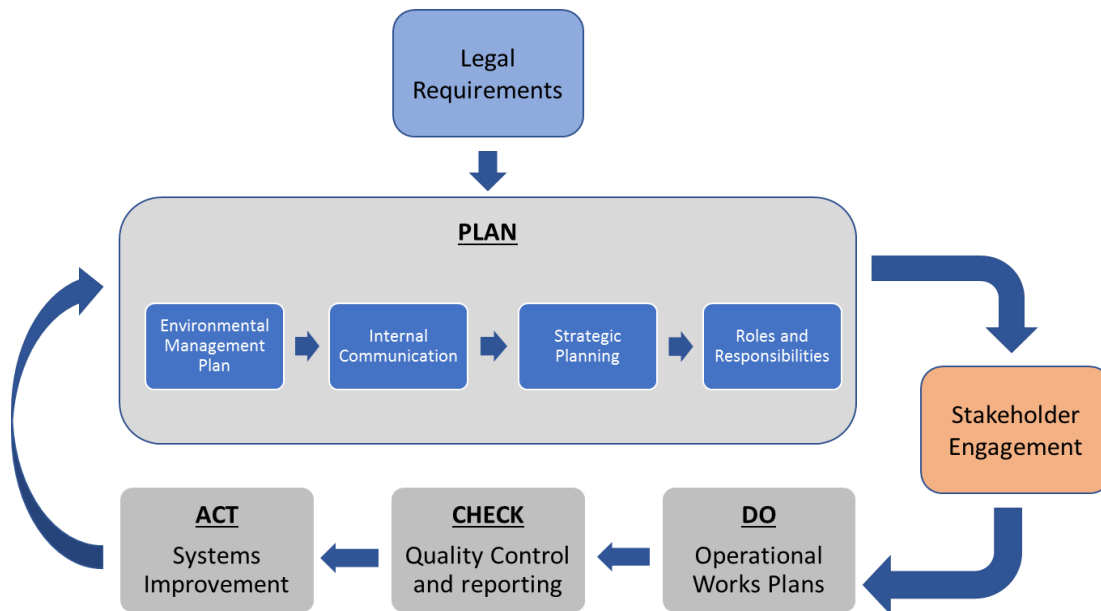 Legal
Requirements
PLAN
Environmental
Management
Plan
Internal
Communication
Strategic
Planning
Roles and
Responsibilities
Stakeholder
Engagement
ACT
Systems
Improvement
CHECK
Quality Control
and reporting
DO
Operational
Works Plans